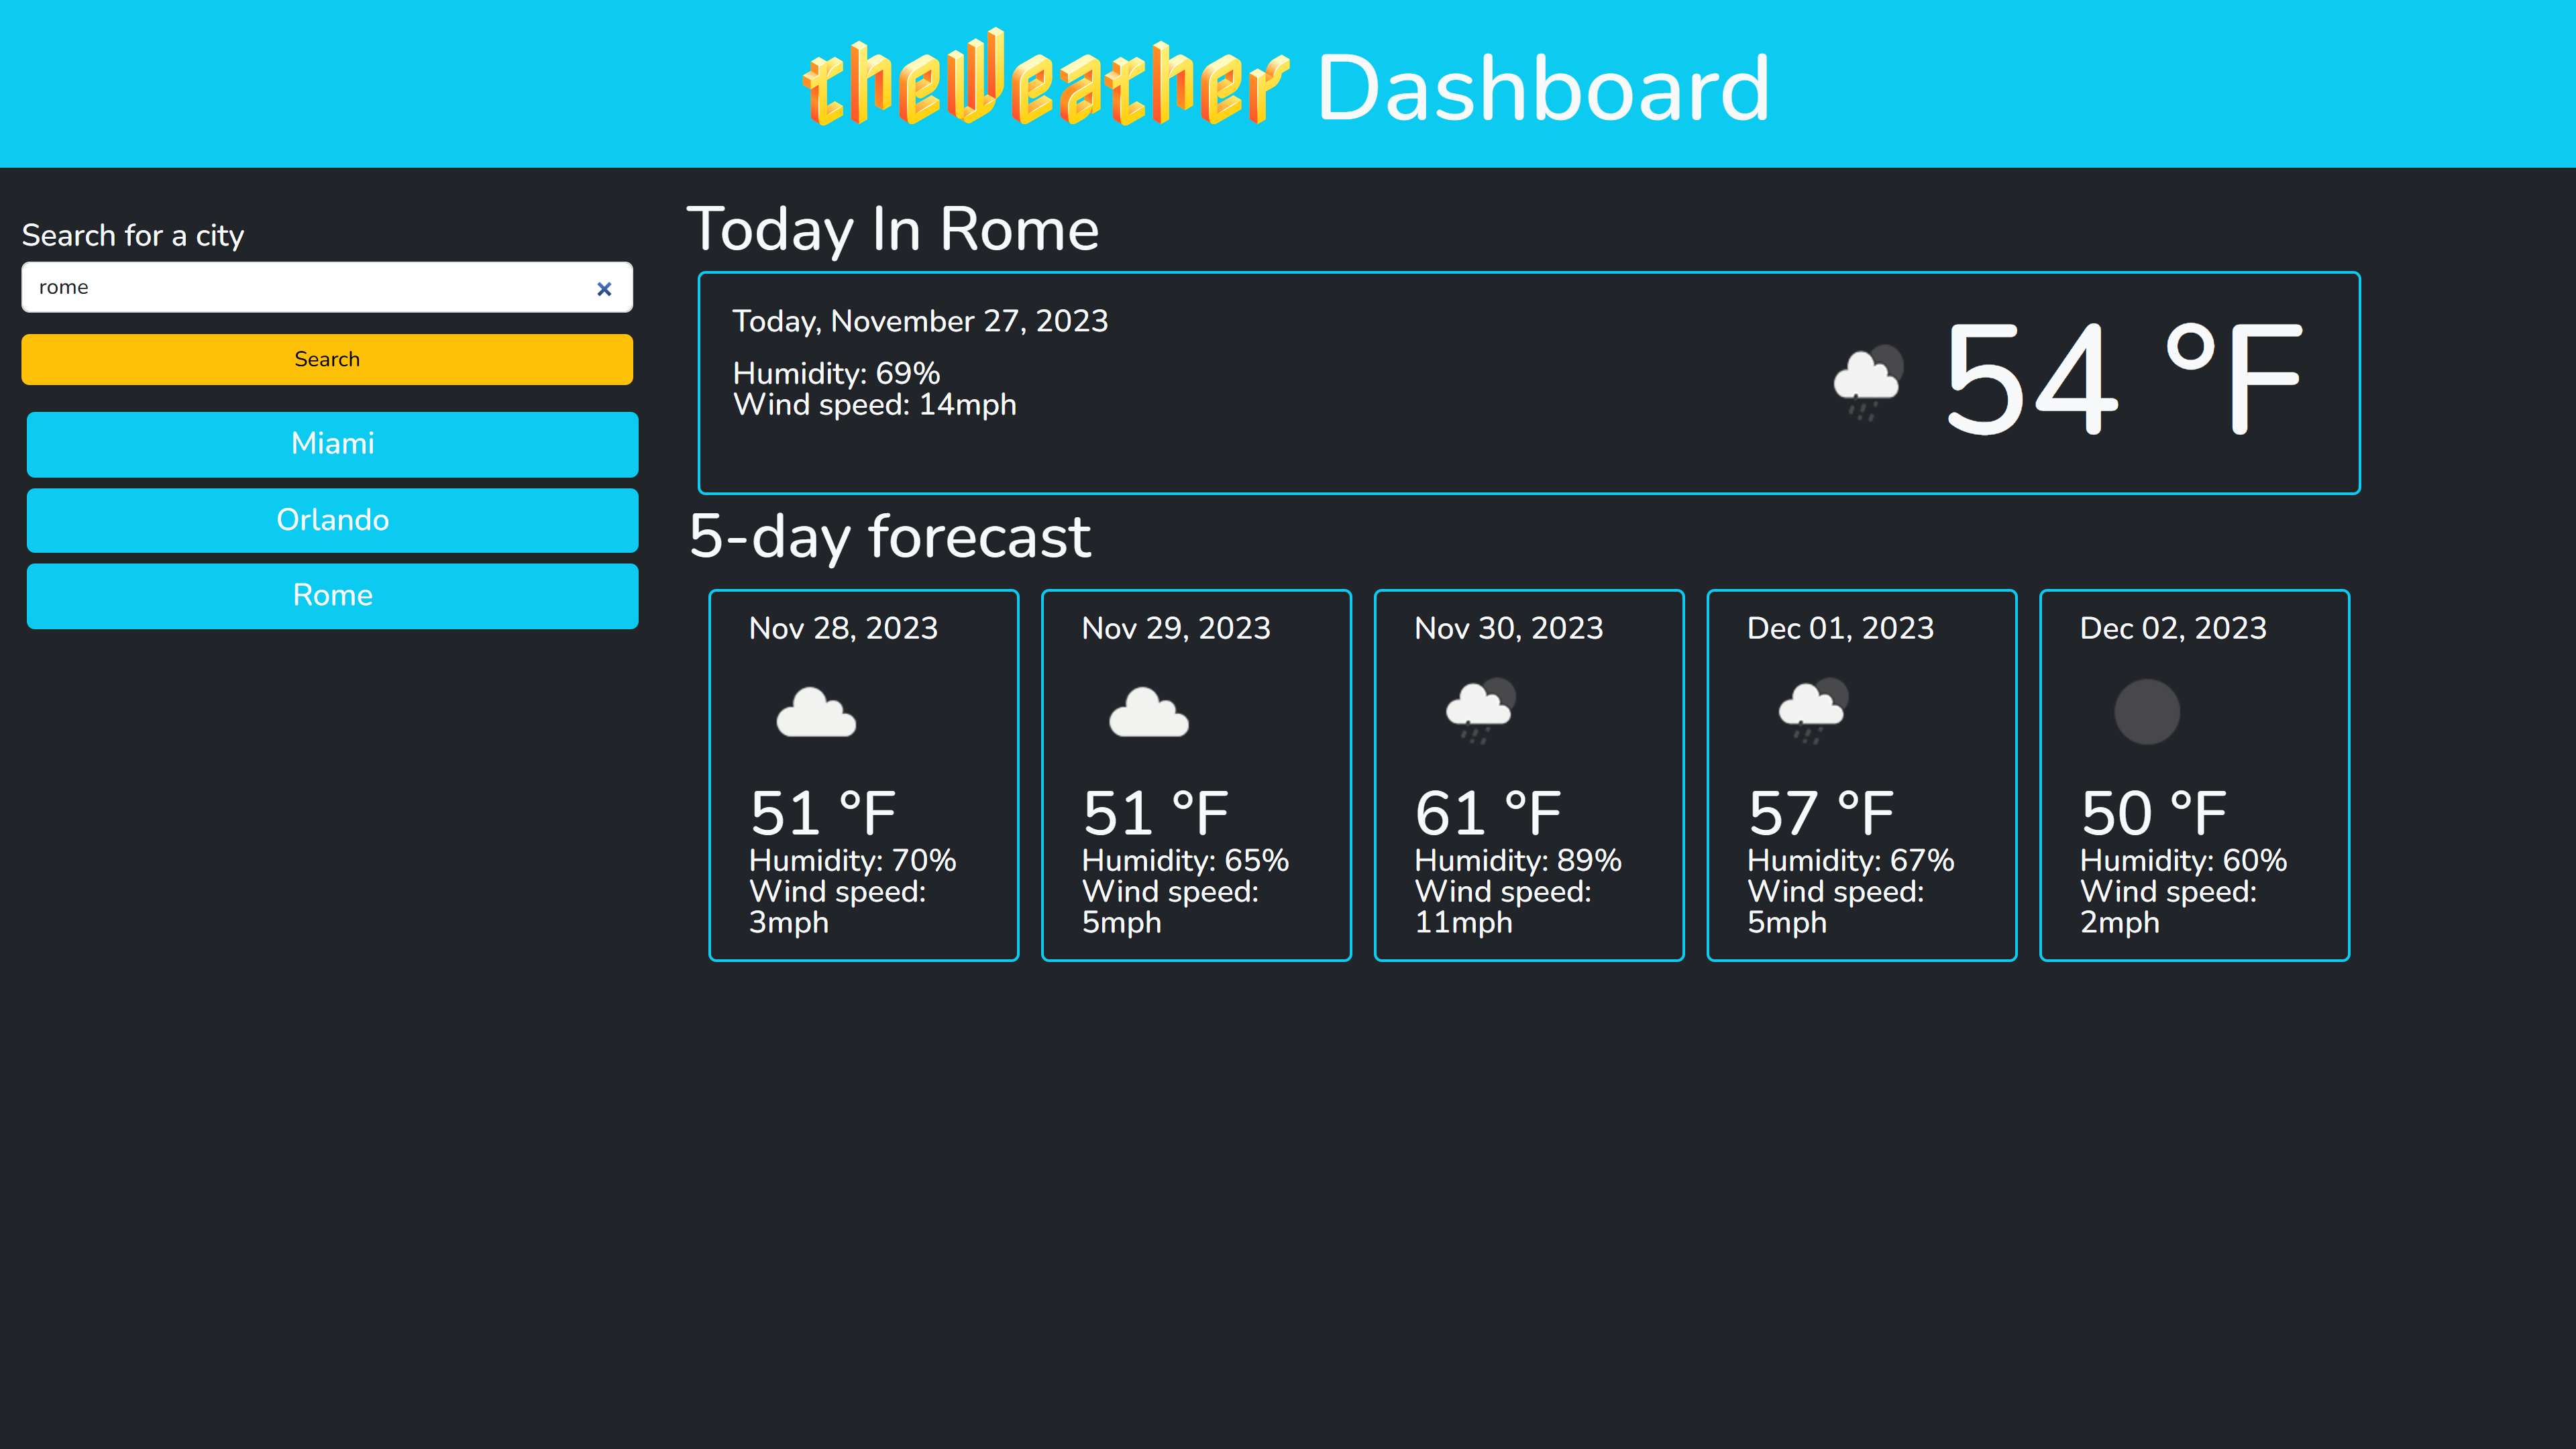 theWeather Dashboard
Search for a city
rome
Search
Miami
Orlando
Rome
Today In Rome
Today, November 27, 2023
Humidity: 69%
Wind speed: 14mph
54 °F
5-day forecast
Nov 28, 2023
51 °F
Humidity: 70%
Wind speed:
3mph
Nov 29, 2023
51 °F
Humidity: 65%
Wind speed:
5mph
Nov 30, 2023
61 °F
Humidity: 89%
Wind speed:
11mph
Dec 01, 2023
57 °F
Humidity: 67%
Wind speed:
5mph
Dec 02, 2023
50 °F
Humidity: 60%
Wind speed:
2mph